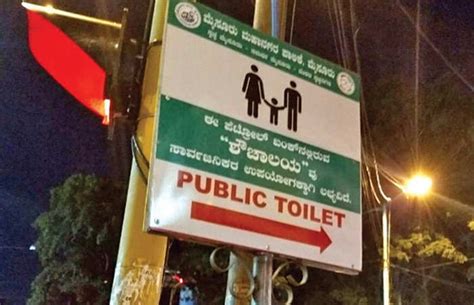 ಮೈಸೂರು ಮಹಾನಗರ ಪಾಲಿಕೆ, ಮೈಸೂರು
ಈ ಪೆಟ್ರೋಲ್ ಬಂಕ್‌ನಲ್ಲಿರುವ
"ಶೌಚಾಲಯ" ವು
ಸಾರ್ವಜನಿಕರ ಉಪಯೋಗಕ್ಕಾಗಿ ಲಭ್ಯವಿದೆ.
PUBLIC TOILET